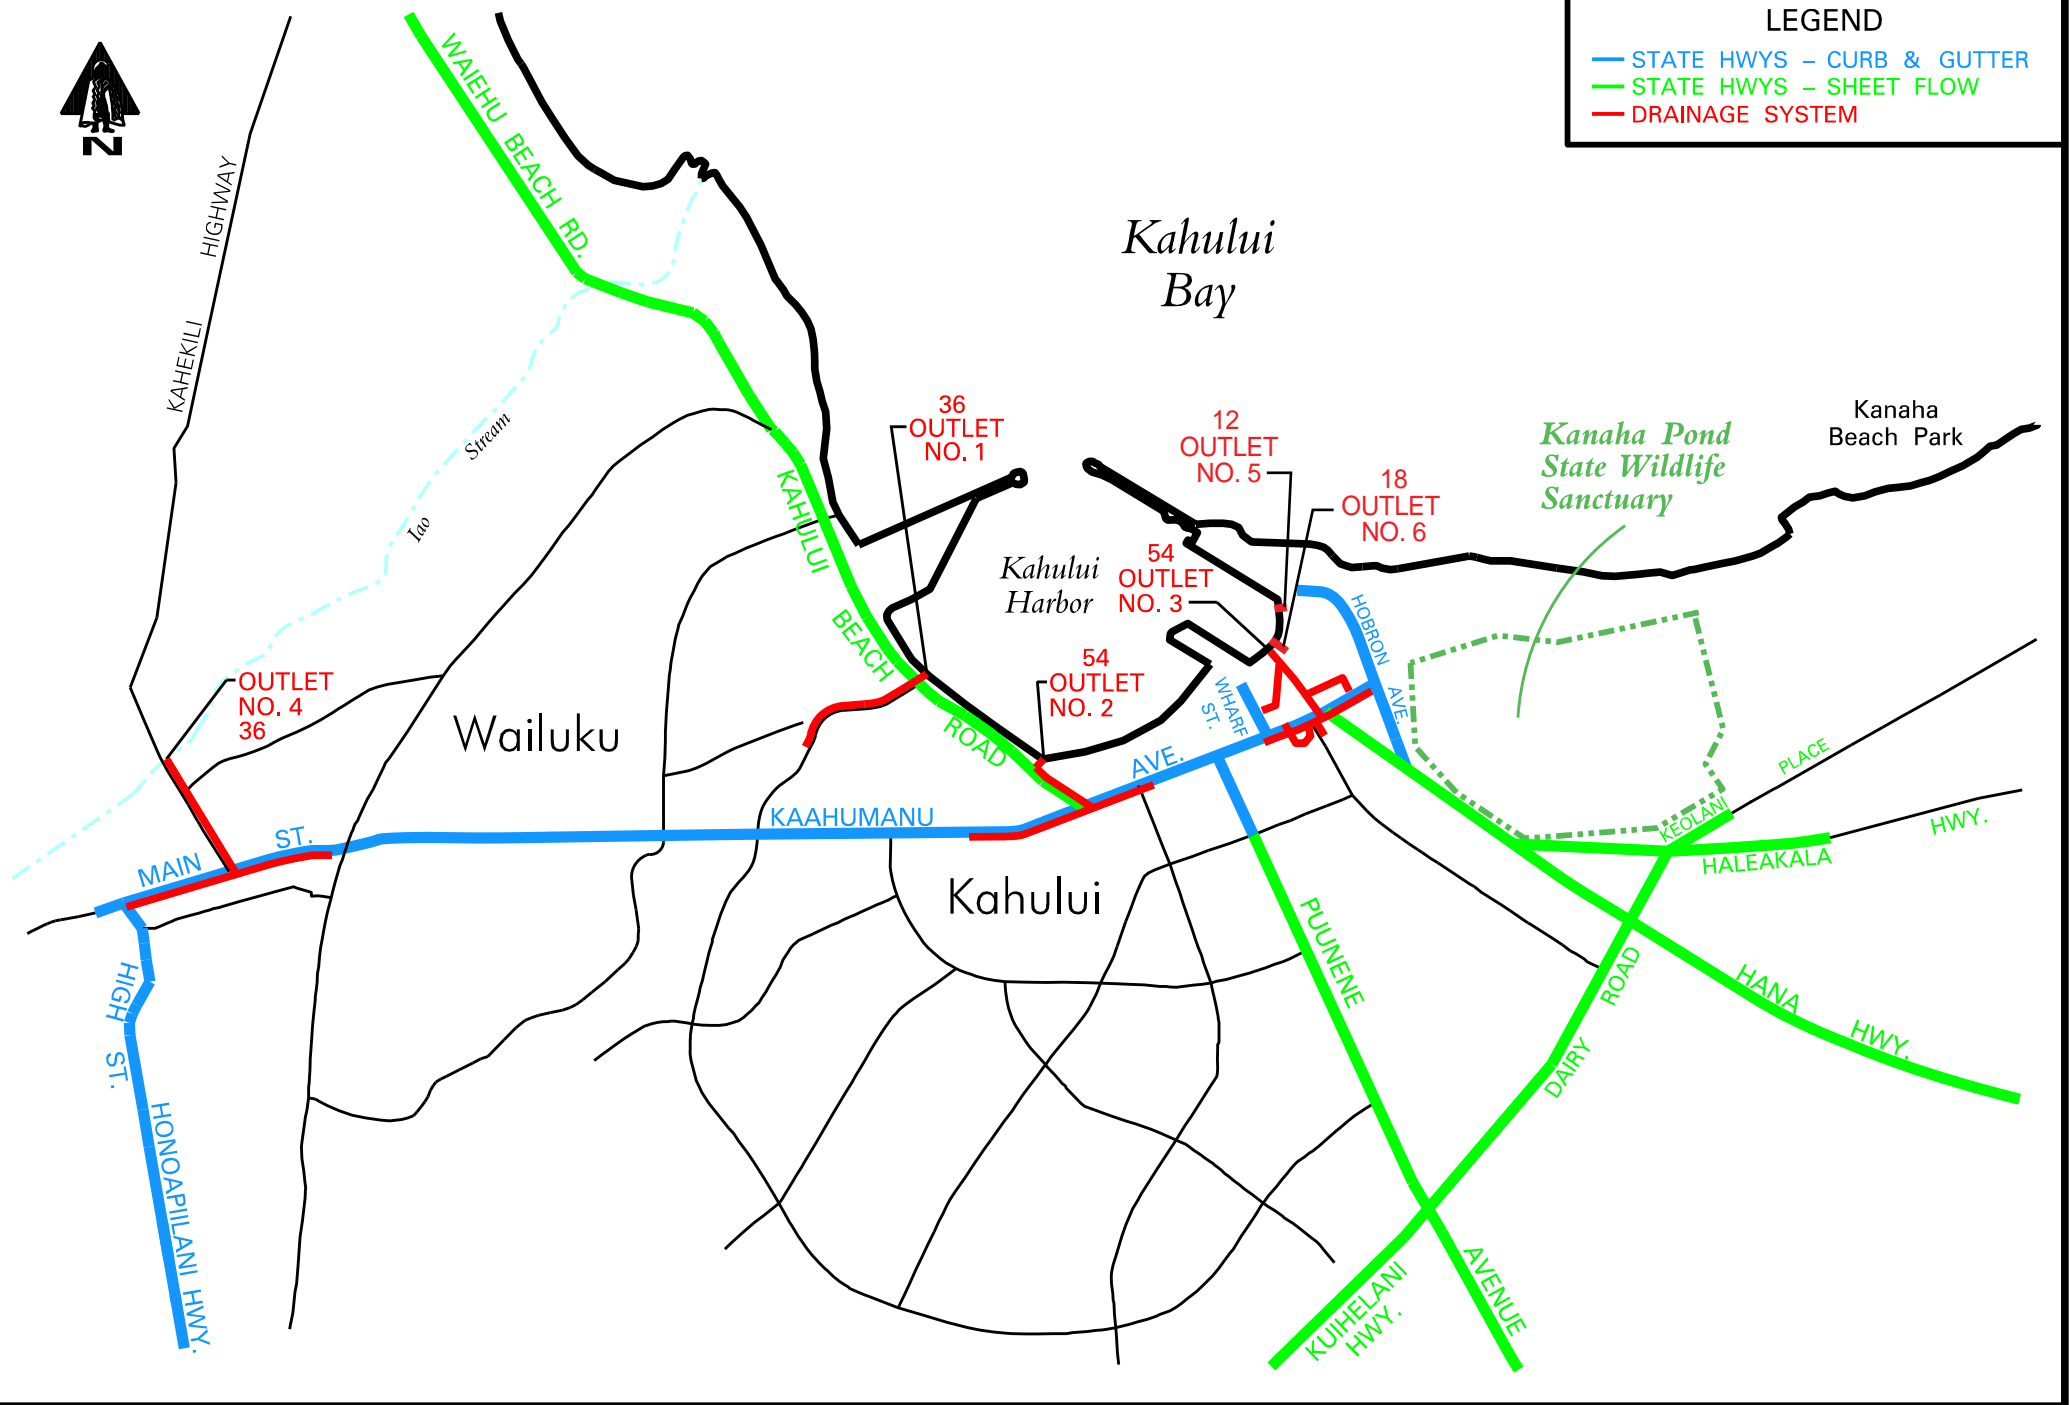 LEGEND
STATE HWYS – CURB & GUTTER
STATE HWYS – SHEET FLOW
DRAINAGE SYSTEM
N
WAIEHU BEACH RD.
KAHEKILI HIGHWAY
Kahului
Bay
Iao Stream
36
OUTLET
NO. 1
12
OUTLET
NO. 5
18
OUTLET
NO. 6
Kanaha Pond
State Wildlife
Sanctuary
Kanaha
Beach Park
KAHULUI BEACH ROAD
Kahului
Harbor
54
OUTLET
NO. 3
54
OUTLET
NO. 2
HOBRON AVE.
WHARF
ST.
OUTLET
NO. 4
36
Wailuku
KAAHUMANU AVE.
MAIN ST.
KEOLANI PLACE
HALEAKALA HWY.
Kahului
PUUNENE AVENUE
HIGH ST.
HONOAPIILANI HWY.
DAIRY ROAD
HANA HWY.
KUIHELANI
HWY.